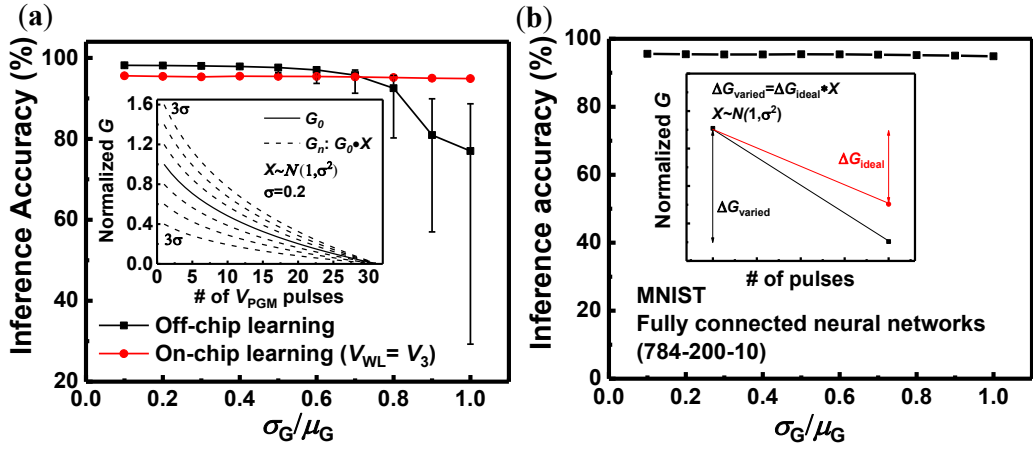 (a)
Inference Accuracy (%)
100
80
60
40
20
0.0 0.2 0.4 0.6 0.8 1.0
σG/μG
Normalized G
1.6
1.2
0.8
0.4
0.0
0 5 10 15 20 25 30
# of VPGM pulses
3σ
3σ
G0
Gn: G0•X
X~N(1,σ²)
σ=0.2
Off-chip learning
On-chip learning (VWL= V3)
(b)
Inference accuracy (%)
100
80
60
40
20
0
0.0 0.2 0.4 0.6 0.8 1.0
σG/μG
Normalized G
# of pulses
ΔGvaried=ΔGideal*X
X~N(1,σ²)
ΔGideal
ΔGvaried
MNIST
Fully connected neural networks
(784-200-10)